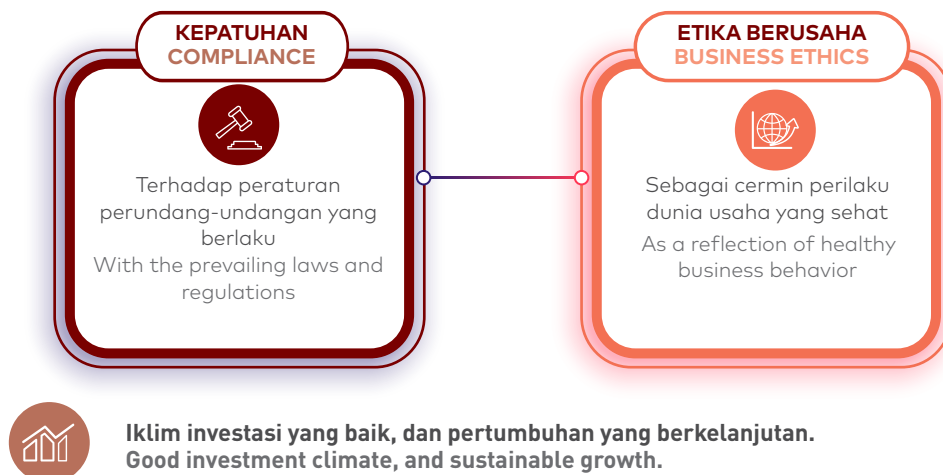 KEPATUHAN
COMPLIANCE
Terhadap peraturan
perundang-undangan yang
berlaku
With the prevailing laws and
regulations
ETIKA BERUSAHA
BUSINESS ETHICS
Sebagai cermin perilaku
dunia usaha yang sehat
As a reflection of healthy
business behavior
Iklim investasi yang baik, dan pertumbuhan yang berkelanjutan.
Good investment climate, and sustainable growth.